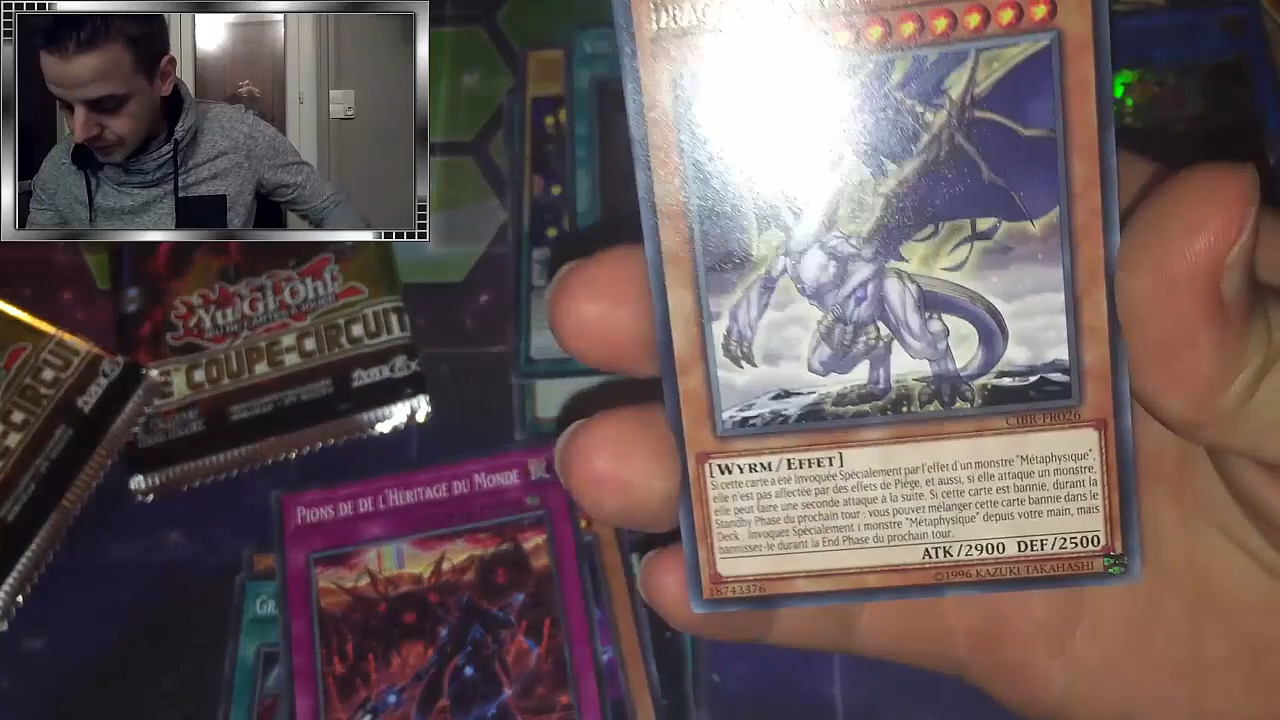 DRAG
CIBR-FR026
[WYRM/EFFET]
Si cette carte a été Invoquée Spécialement par l'effet d'un monstre "Métaphysique",
elle n'est pas affectée par des effets de Piège, et aussi, si elle attaque un monstre,
elle peut faire une seconde attaque à la suite. Si cette carte est bannie, durant la
Standby Phase du prochain tour : vous pouvez mélanger cette carte bannie dans le
Deck ; Invoquez Spécialement 1 monstre "Métaphysique" depuis votre main, mais
bannissez-le durant la End Phase du prochain tour.
ATK/2900 DEF/2500
18743376
©1996 KAZUKI TAKAHASHI
Yu-Gi-Oh!
COUPE-CIRCUIT
PIONS DE DE L'HÉRITAGE DU MONDE
GR